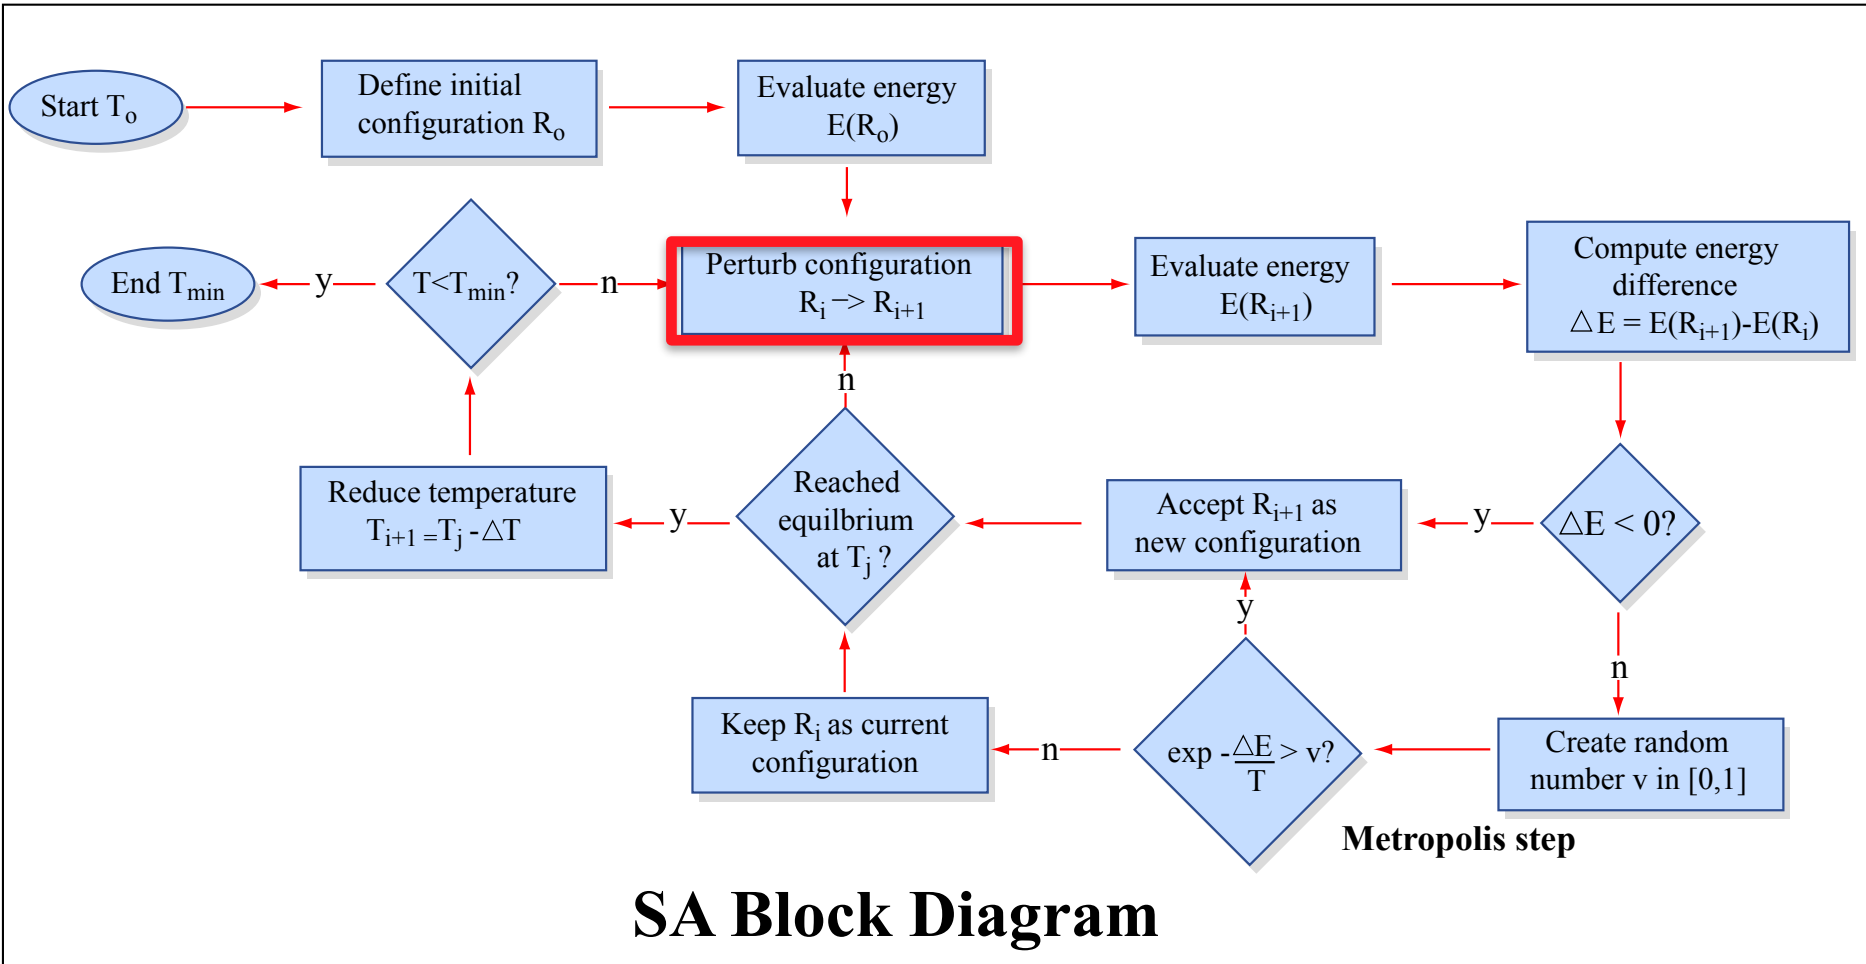 Start To
Define initial
configuration Ro
Evaluate energy
E(Ro)
End Tmin
y
T<Tmin?
n
Perturb configuration
Ri –> Ri+1
Evaluate energy
E(Ri+1)
Compute energy
difference
△E = E(Ri+1)-E(Ri)
n
Reduce temperature
Ti+1 =Tj -△T
y
Reached
equilbrium
at Tj ?
Accept Ri+1 as
new configuration
y
△E < 0?
y
n
Keep Ri as current
configuration
n
exp -△E/T > v?
Create random
number v in [0,1]
Metropolis step
SA Block Diagram